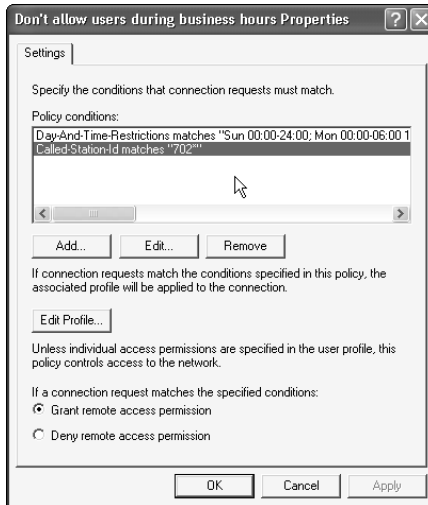 Don't allow users during business hours Properties
Settings
Specify the conditions that connection requests must match.
Policy conditions:
Day-And-Time-Restrictions matches "Sun 00:00-24:00; Mon 00:00-06:00 1
Called-Station-Id matches "702*"
Add...
Edit...
Remove
If connection requests match the conditions specified in this policy, the
associated profile will be applied to the connection.
Edit Profile...
Unless individual access permissions are specified in the user profile, this
policy controls access to the network.
If a connection request matches the specified conditions:
Grant remote access permission
Deny remote access permission
OK
Cancel
Apply